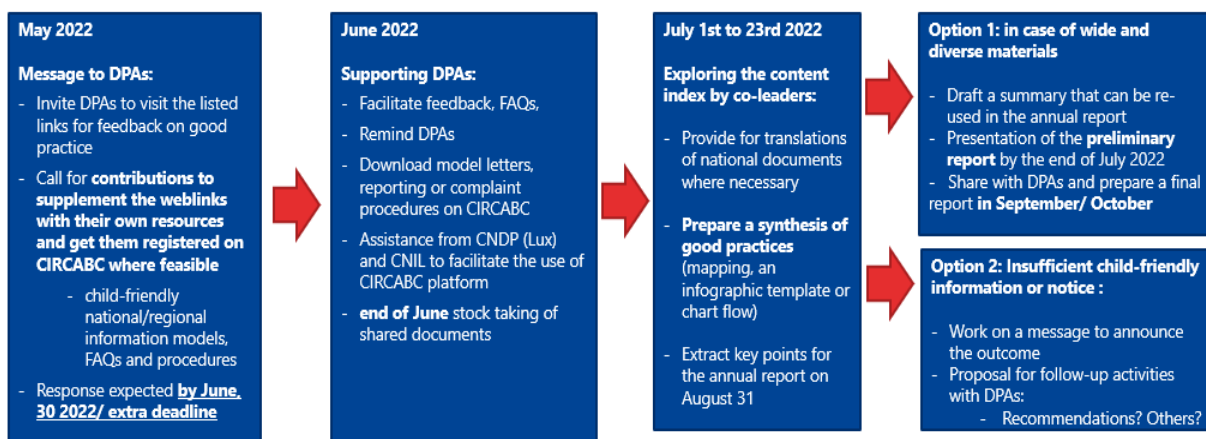 May 2022
Message to DPAs:
- Invite DPAs to visit the listed
links for feedback on good
practice
- Call for contributions to
supplement the weblinks
with their own resources
and get them registered on
CIRCABC where feasible
- child-friendly
national/regional
information models,
FAQs and procedures
- Response expected by June,
30 2022/ extra deadline
June 2022
Supporting DPAs:
- Facilitate feedback, FAQs,
- Remind DPAs
- Download model letters,
reporting or complaint
procedures on CIRCABC
- Assistance from CNDP (Lux)
and CNIL to facilitate the use of
CIRCABC platform
- end of June stock taking of
shared documents
July 1st to 23rd 2022
Exploring the content
index by co-leaders:
- Provide for translations
of national documents
where necessary
- Prepare a synthesis of
good practices
(mapping, an
infographic template or
chart flow)
- Extract key points for
the annual report on
August 31
Option 1: in case of wide and
diverse materials
- Draft a summary that can be re-
used in the annual report
- Presentation of the preliminary
report by the end of July 2022
- Share with DPAs and prepare a final
report in September/ October
Option 2: Insufficient child-friendly
information or notice :
- Work on a message to announce
the outcome
- Proposal for follow-up activities
with DPAs:
- Recommendations? Others?